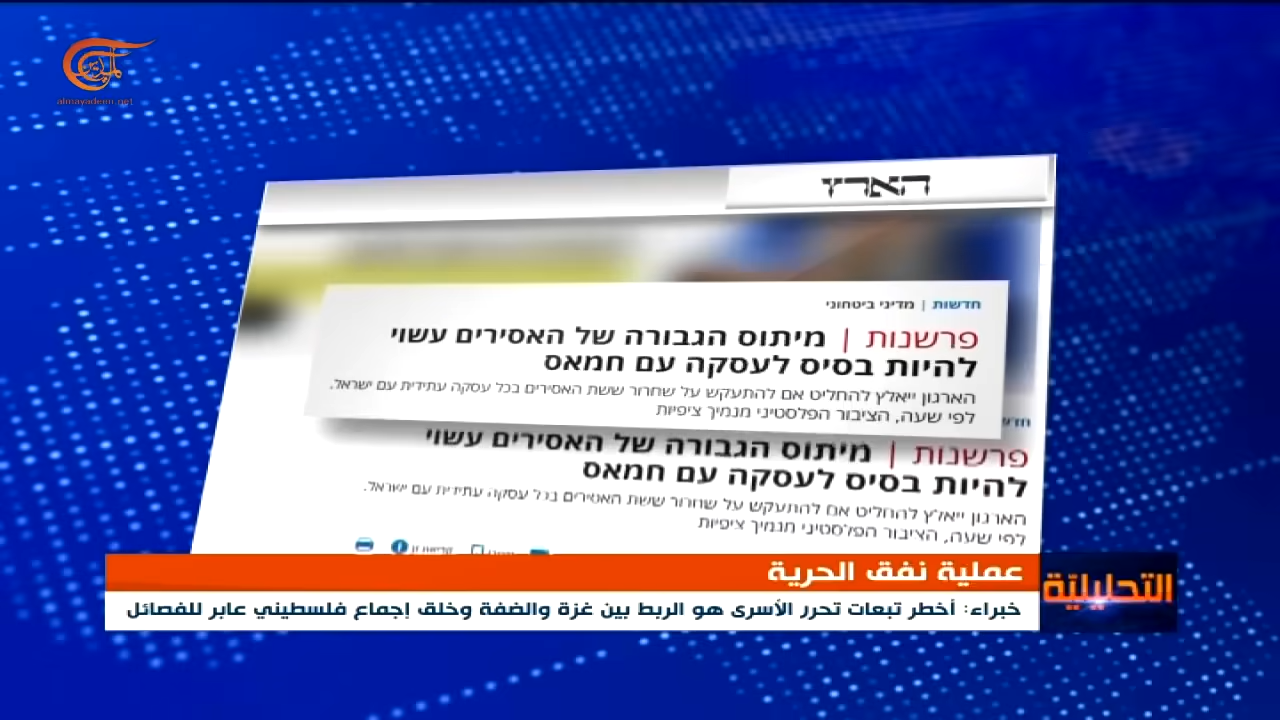 الميادين
almayadeen.net
הארץ
חדשות | מדיני ביטחוני
פרשנות | מיתוס הגבורה של האסירים עשוי
להיות בסיס לעסקה עם חמאס
הארגון ייאלץ להחליט אם להתעקש על שחרור ששת האסירים בכל עסקה עתידית עם ישראל.
לפי שעה, הציבור הפלסטיני מנמיך ציפיות
חדש
פרשנות | מיתוס הגבורה של האסירים עשוי
להיות בסיס לעסקה עם חמאס
הארגון ייאלץ להחליט אם להתעקש על שחרור ששת האסירים בכל עסקה עתידית עם ישראל.
לפי שעה, הציבור הפלסטיני מנמיך ציפיות
عملية نفق الحرية
التحليلية
خبراء: أخطر تبعات تحرر الأسرى هو الربط بين غزة والضفة وخلق إجماع فلسطيني عابر للفصائل